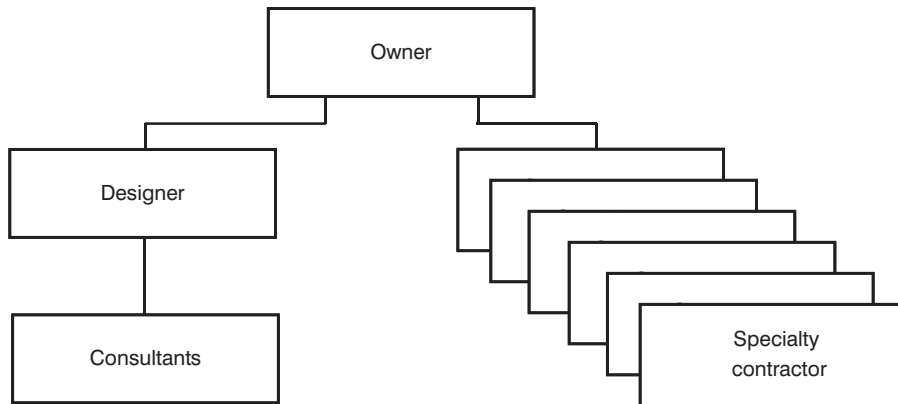 Owner
Designer
Consultants
Specialty
contractor